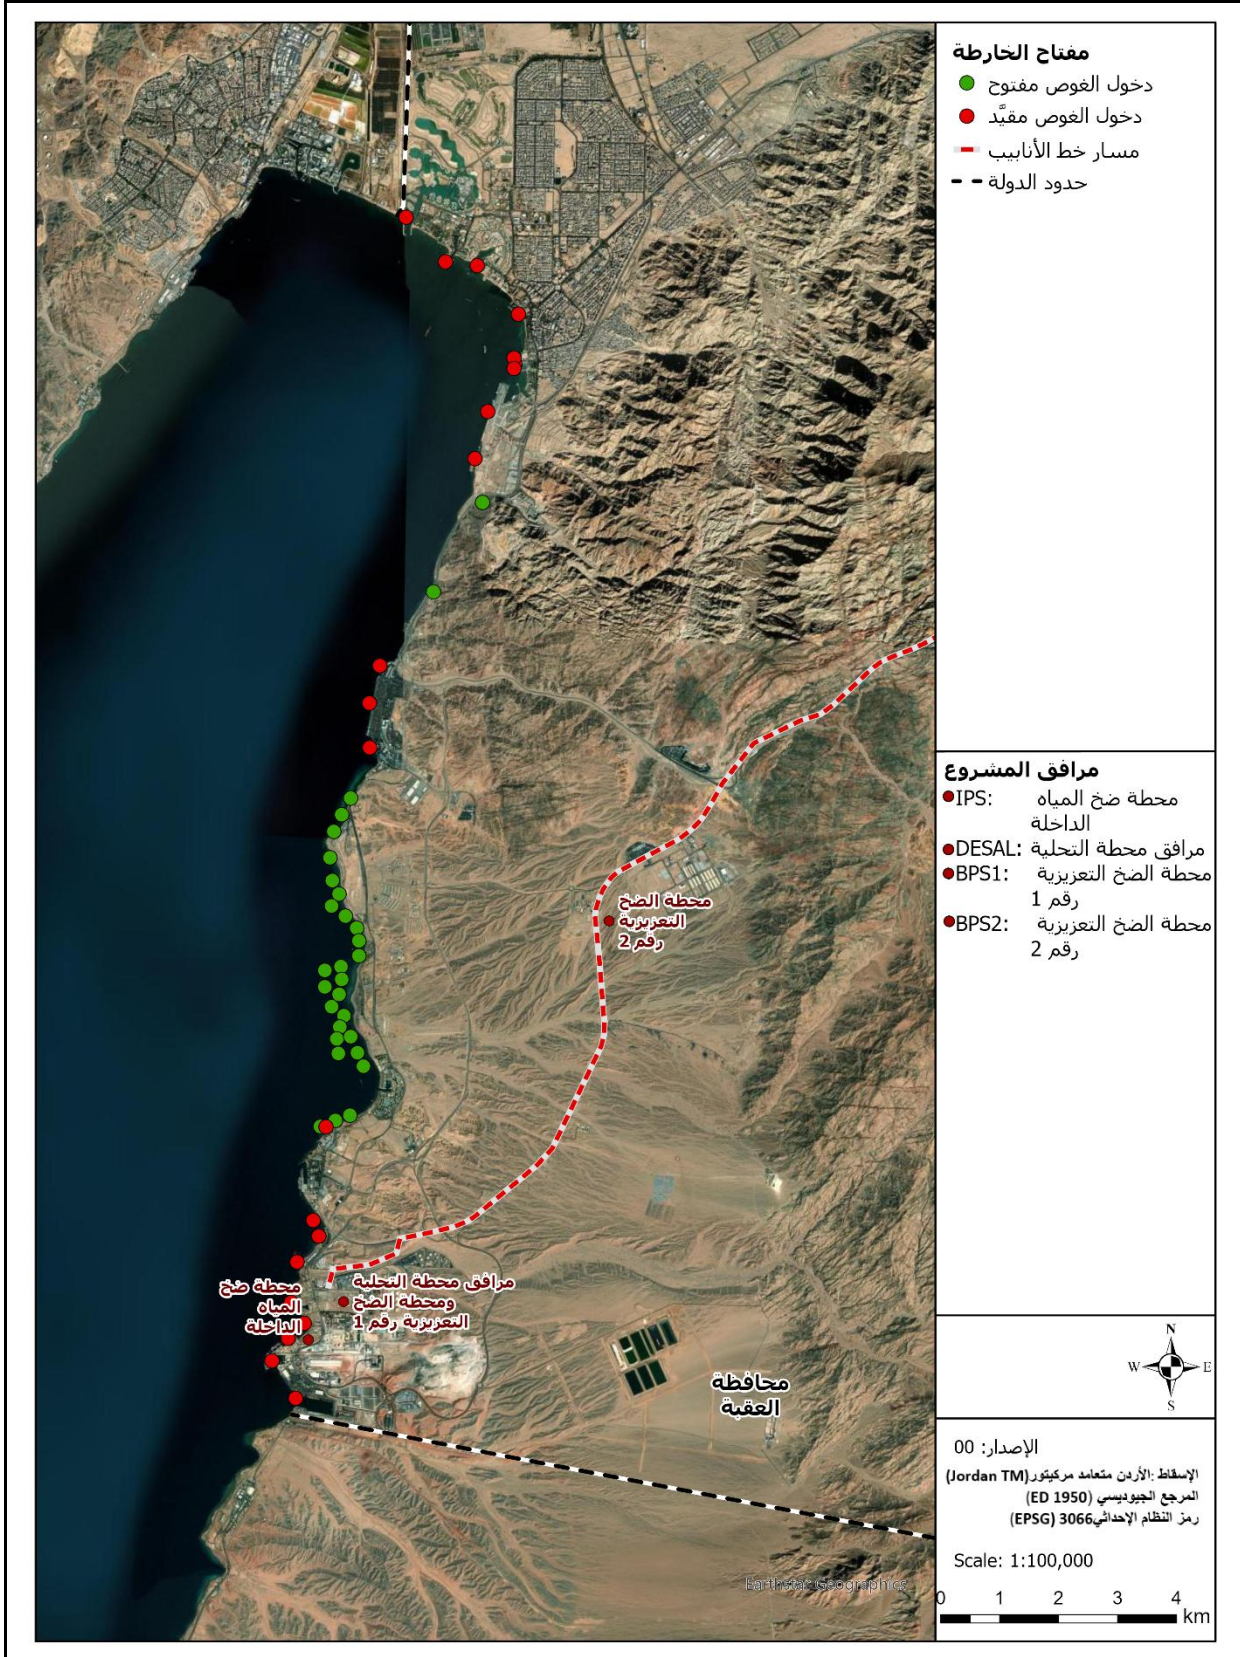 مفتاح الخارطة
دخول الغوص مفتوح
دخول الغوص مقيَّد
مسار خط الأنابيب
حدود الدولة
مرافق المشروع
IPS: محطة ضخ المياه
الداخلة
DESAL: مرافق محطة التحلية
BPS1: محطة الضخ التعزيزية
رقم 1
BPS2: محطة الضخ التعزيزية
رقم 2
محطة الضخ
التعزيزية
رقم 2
مرافق محطة التحلية
ومحطة الضخ
التعزيزية رقم 1
محطة ضخ
المياه
الداخلة
محافظة
العقبة
N
W E
S
الإصدار: 00
الإسقاط :الأردن متعامد مركيتور(Jordan TM)
المرجع الجيوديسي (ED 1950)
رمز النظام الإحداثي3066 (EPSG)
Scale: 1:100,000
0 1 2 3 4
km
Earthstar Geographics